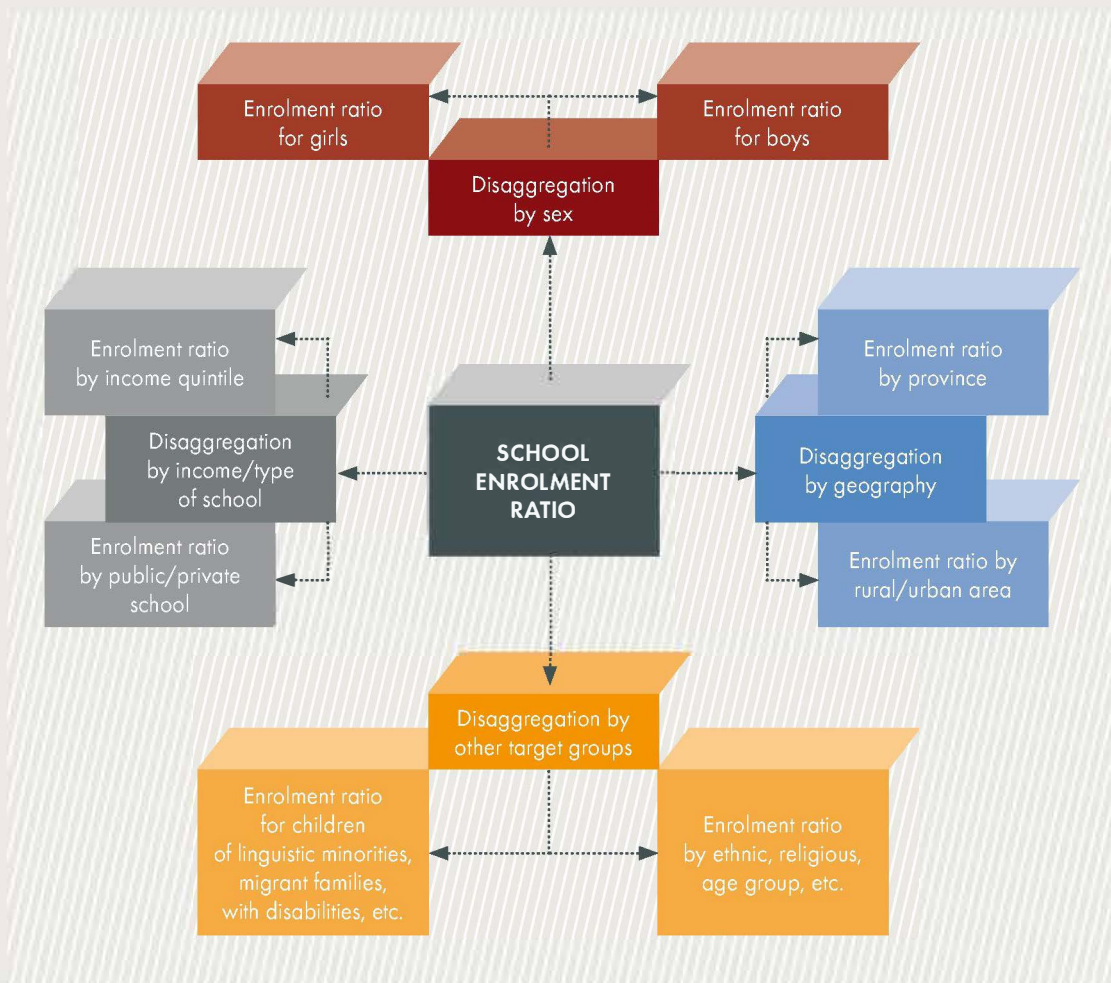 Enrolment ratio
for girls
Enrolment ratio
for boys
Disaggregation
by sex
Enrolment ratio
by income quintile
Disaggregation
by income/type
of school
Enrolment ratio
by public/private
school
SCHOOL
ENROLMENT
RATIO
Enrolment ratio
by province
Disaggregation
by geography
Enrolment ratio by
rural/urban area
Disaggregation by
other target groups
Enrolment ratio
for children
of linguistic minorities,
migrant families,
with disabilities, etc.
Enrolment ratio
by ethnic, religious,
age group, etc.